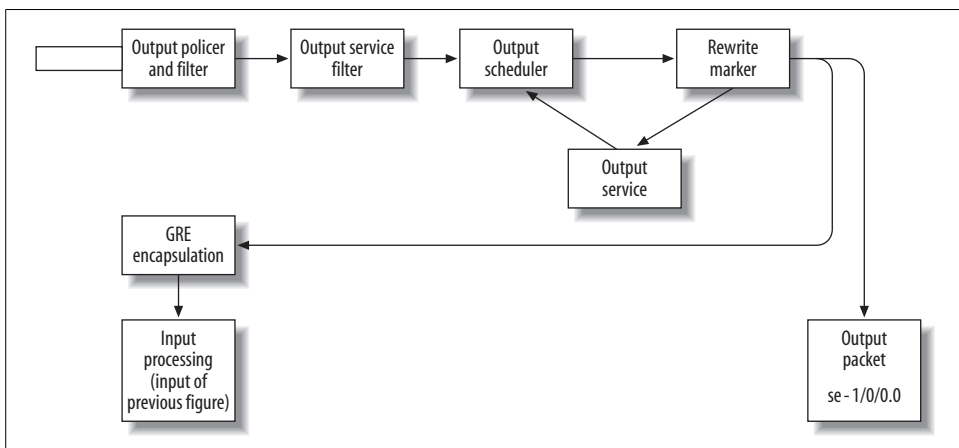 Output policer
and filter
Output service
filter
Output
scheduler
Rewrite
marker
Output
service
GRE
encapsulation
Input
processing
(input of
previous figure)
Output
packet
se - 1/0/0.0